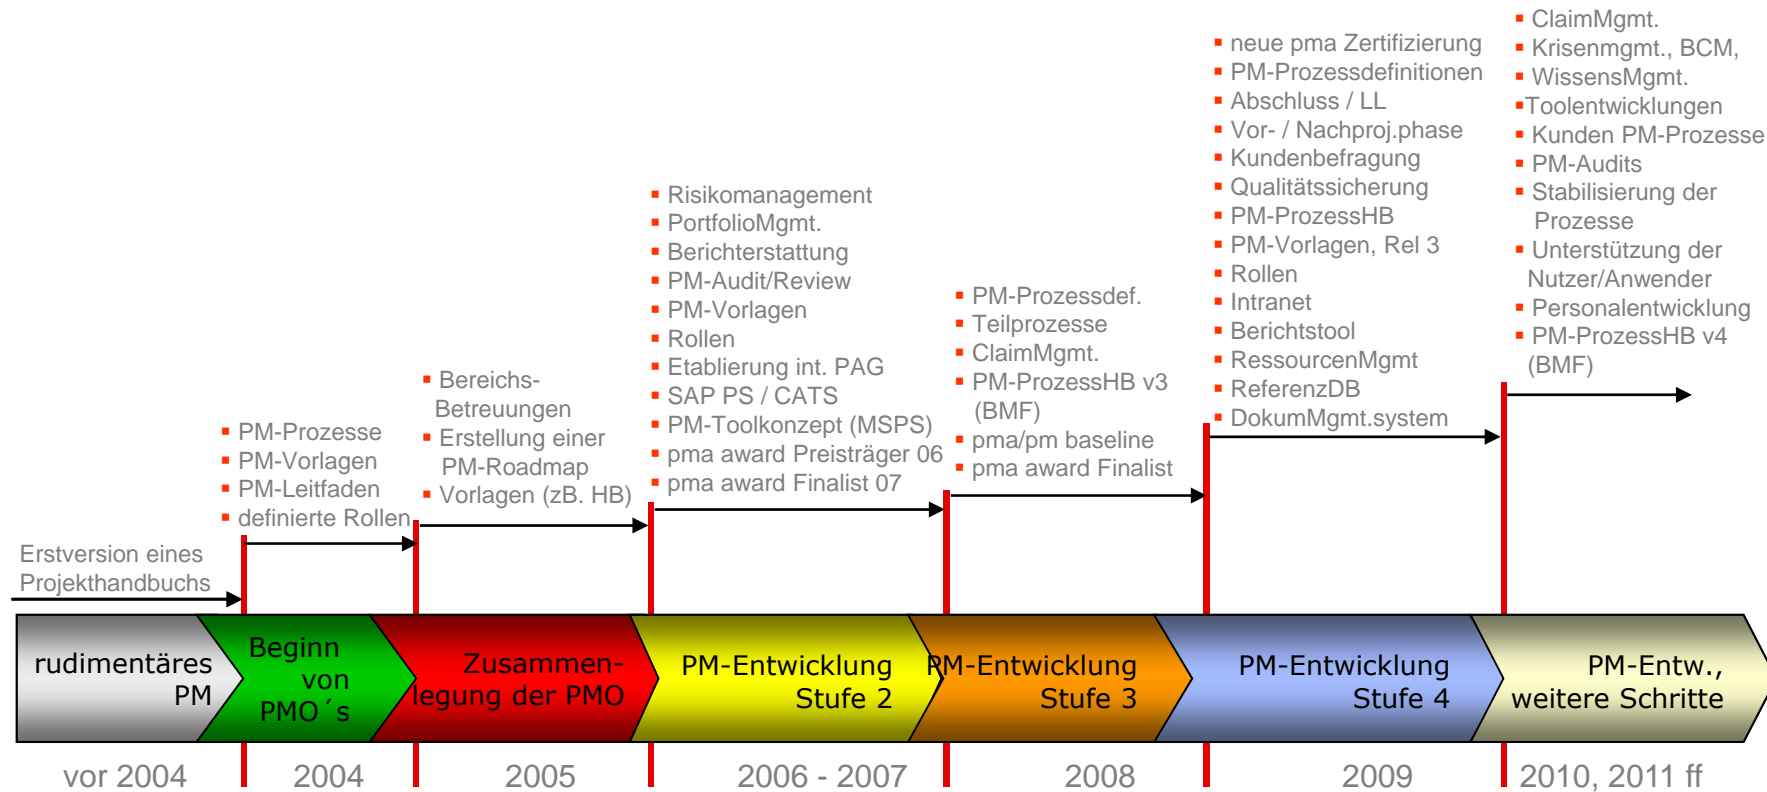 Erstversion eines
Projekthandbuchs
▪ PM-Prozesse
▪ PM-Vorlagen
▪ PM-Leitfaden
▪ definierte Rollen
▪ Bereichs-
Betreuungen
▪ Erstellung einer
PM-Roadmap
▪ Vorlagen (zB. HB)
▪ Risikomanagement
▪ PortfolioMgmt.
▪ Berichterstattung
▪ PM-Audit/Review
▪ PM-Vorlagen
▪ Rollen
▪ Etablierung int. PAG
▪ SAP PS / CATS
▪ PM-Toolkonzept (MSPS)
▪ pma award Preisträger 06
▪ pma award Finalist 07
▪ PM-Prozessdef.
▪ Teilprozesse
▪ ClaimMgmt.
▪ PM-ProzessHB v3
(BMF)
▪ pma/pm baseline
▪ pma award Finalist
▪ neue pma Zertifizierung
▪ PM-Prozessdefinitionen
▪ Abschluss / LL
▪ Vor- / Nachproj.phase
▪ Kundenbefragung
▪ Qualitätssicherung
▪ PM-ProzessHB
▪ PM-Vorlagen, Rel 3
▪ Rollen
▪ Intranet
▪ Berichtstool
▪ RessourcenMgmt
▪ ReferenzDB
▪ DokumMgmt.system
▪ ClaimMgmt.
▪ Krisenmgmt., BCM,
▪ WissensMgmt.
▪Toolentwicklungen
▪ Kunden PM-Prozesse
▪ PM-Audits
▪ Stabilisierung der
Prozesse
▪ Unterstützung der
Nutzer/Anwender
▪ Personalentwicklung
▪ PM-ProzessHB v4
(BMF)
rudimentäres
PM
Beginn
von
PMO´s
Zusammen-
legung der PMO
PM-Entwicklung
Stufe 2
PM-Entwicklung
Stufe 3
PM-Entwicklung
Stufe 4
PM-Entw.,
weitere Schritte
vor 2004
2004
2005
2006 - 2007
2008
2009
2010, 2011 ff